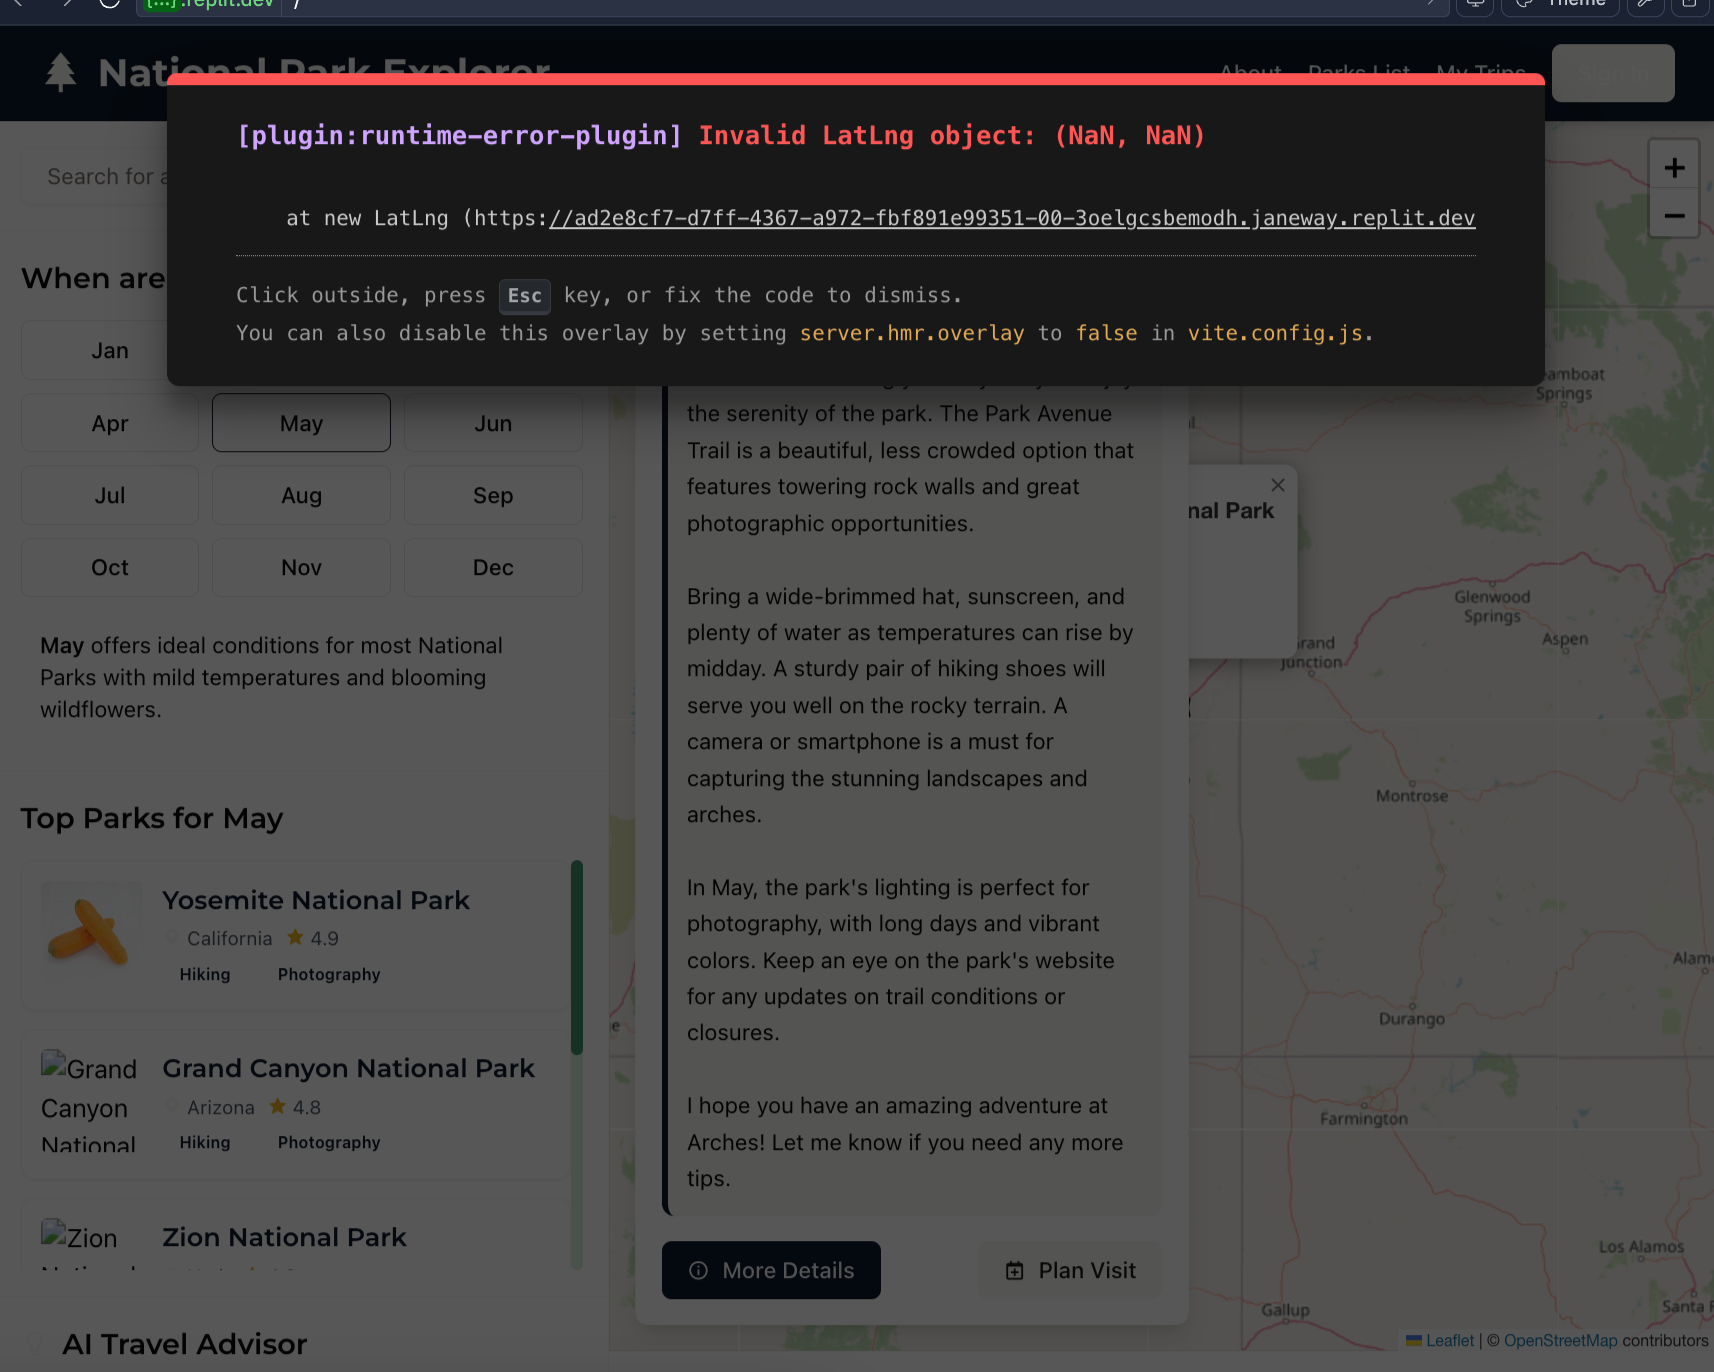 [...].replit.dev /
Theme
National Park Explorer
About Parks List My Trips
Sign In
[plugin:runtime-error-plugin] Invalid LatLng object: (NaN, NaN)
at new LatLng (https://ad2e8cf7-d7ff-4367-a972-fbf891e99351-00-3oelgcsbemodh.janeway.replit.dev
Click outside, press Esc key, or fix the code to dismiss.
You can also disable this overlay by setting server.hmr.overlay to false in vite.config.js.
Search for a
When are
Jan
Apr May Jun
Jul Aug Sep
Oct Nov Dec
May offers ideal conditions for most National
Parks with mild temperatures and blooming
wildflowers.
Top Parks for May
Yosemite National Park
California 4.9
Hiking Photography
Grand
Canyon
National
Grand Canyon National Park
Arizona 4.8
Hiking Photography
Zion
Zion National Park
AI Travel Advisor
the serenity of the park. The Park Avenue
Trail is a beautiful, less crowded option that
features towering rock walls and great
photographic opportunities.
Bring a wide-brimmed hat, sunscreen, and
plenty of water as temperatures can rise by
midday. A sturdy pair of hiking shoes will
serve you well on the rocky terrain. A
camera or smartphone is a must for
capturing the stunning landscapes and
arches.
In May, the park's lighting is perfect for
photography, with long days and vibrant
colors. Keep an eye on the park's website
for any updates on trail conditions or
closures.
I hope you have an amazing adventure at
Arches! Let me know if you need any more
tips.
More Details
Plan Visit
+
−
×
nal Park
amboat
Springs
Glenwood
Springs
Aspen
rand
Junction
Montrose
Alam
Durango
Farmington
Los Alamos
Santa F
Gallup
Leaflet | © OpenStreetMap contributors